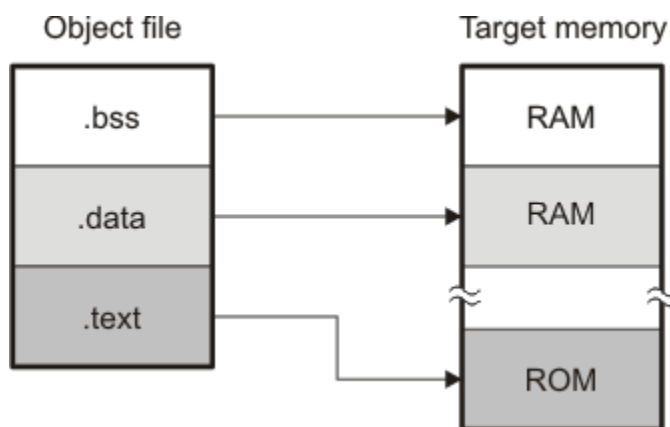 Object file
Target memory
.bss
RAM
.data
RAM
.text
ROM